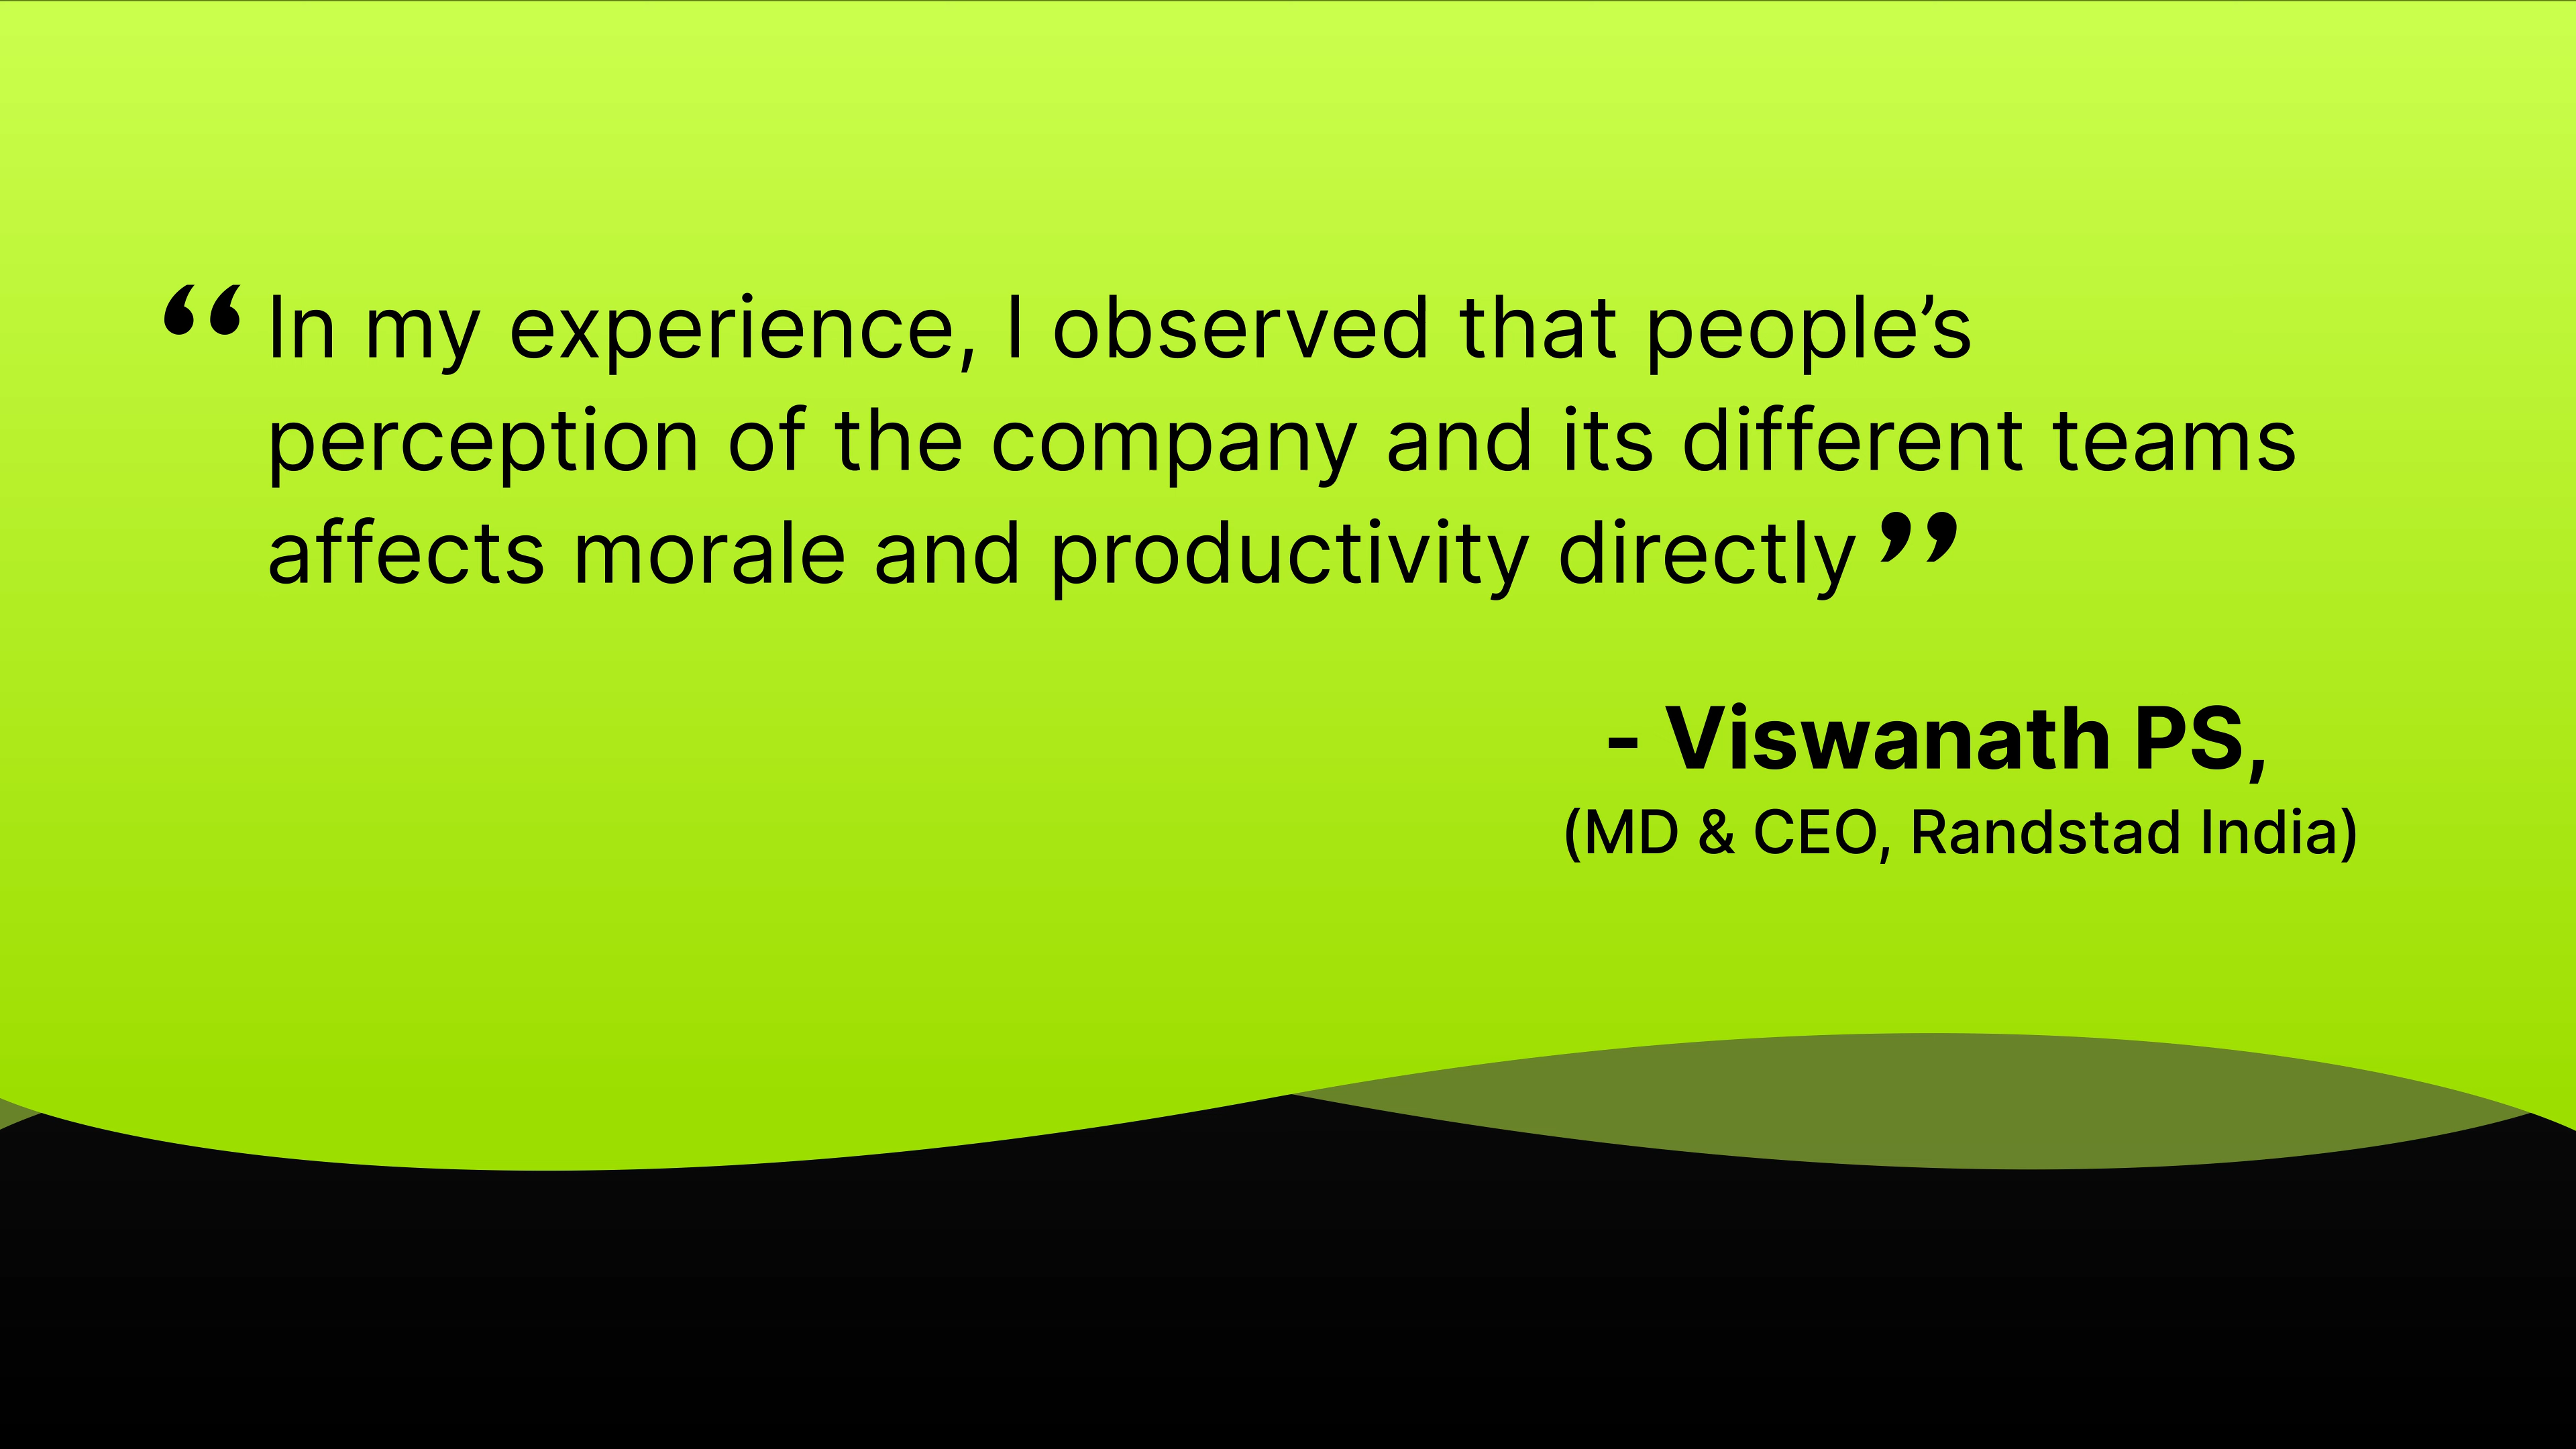 “In my experience, I observed that people’s
perception of the company and its different teams
affects morale and productivity directly”
- Viswanath PS,
(MD & CEO, Randstad India)